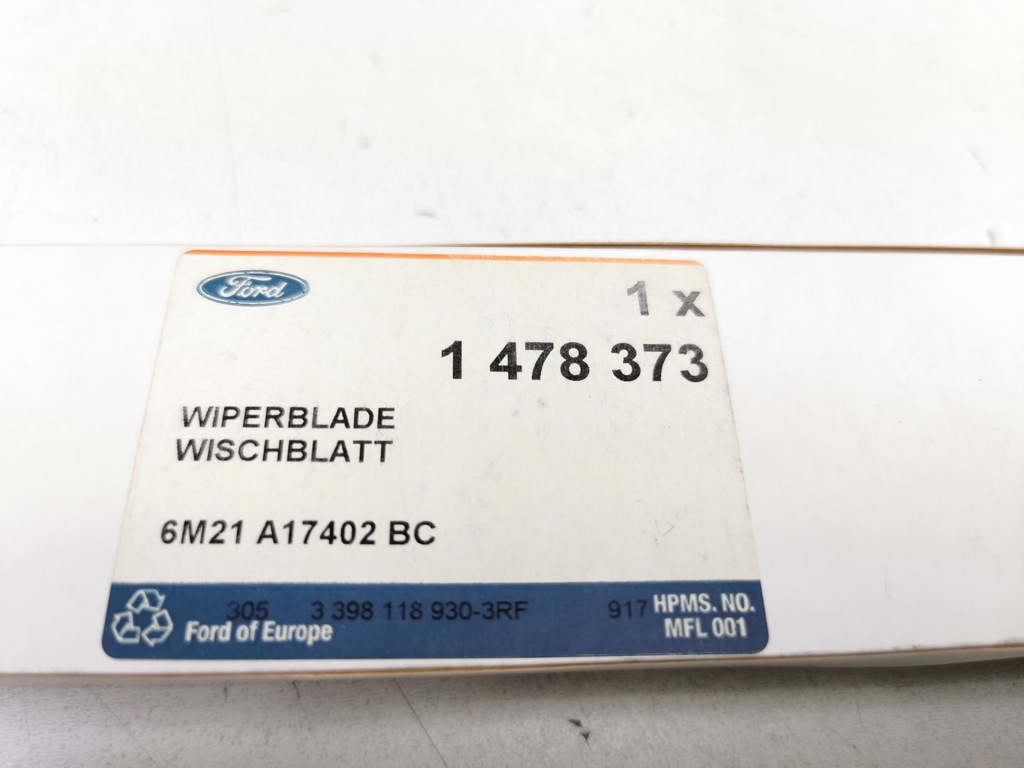 Ford
1 x
1 478 373
WIPERBLADE
WISCHBLATT
6M21 A17402 BC
305 3 398 118 930-3RF 917 HPMS. NO.
Ford of Europe MFL 001